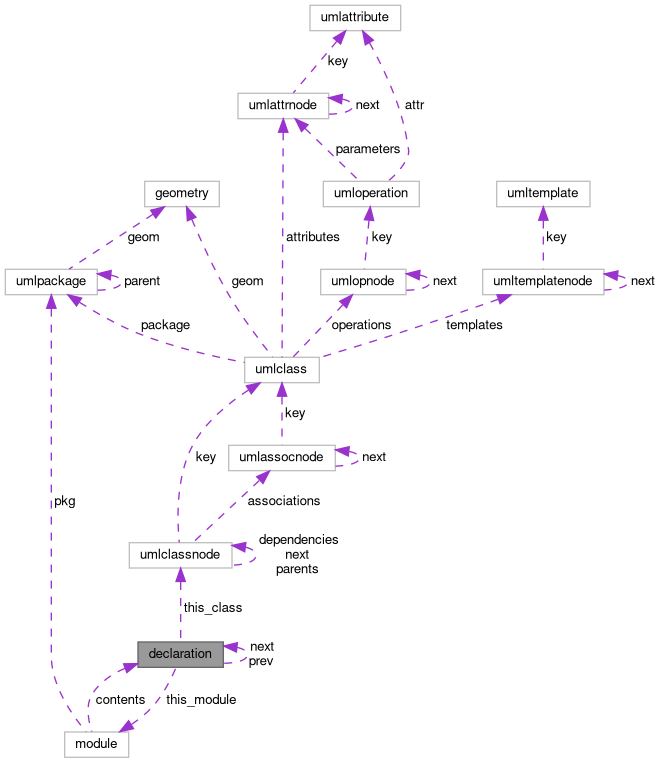 umlattribute
key
umlattrnode
next
attr
parameters
geometry
umloperation
umltemplate
geom
attributes
key
key
umlpackage
parent
geom
umlopnode
next
umltemplatenode
next
package
operations
templates
umlclass
key
key
umlassocnode
next
pkg
associations
umlclassnode
dependencies
next
parents
this_class
declaration
next
prev
contents
this_module
module